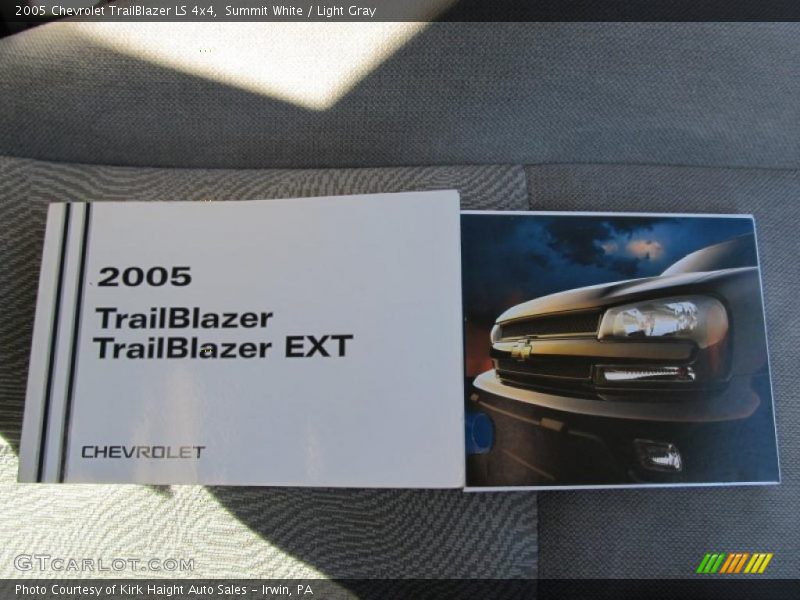 2005 Chevrolet TrailBlazer LS 4x4,  Summit White / Light Gray
2005
TrailBlazer
TrailBlazer EXT
CHEVROLET
GTCARLOT.COM
Photo Courtesy of Kirk Haight Auto Sales - Irwin, PA